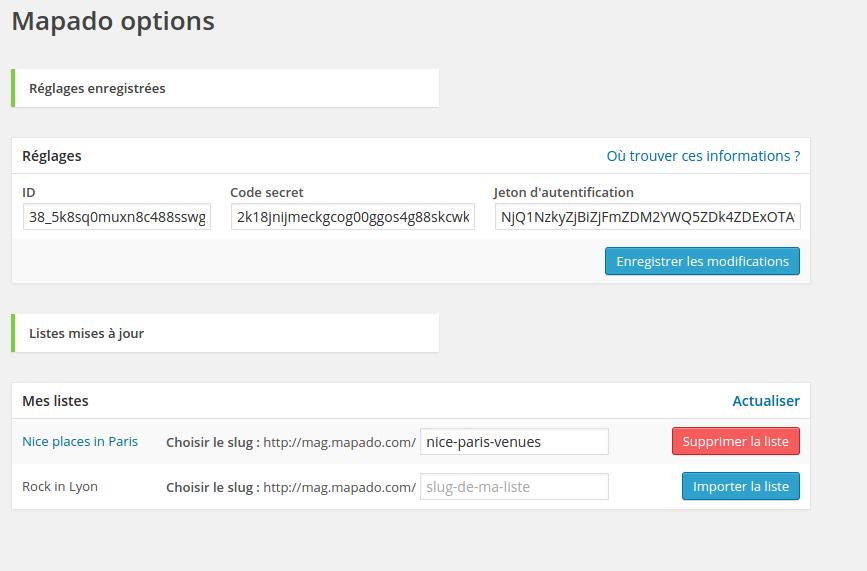 Mapado options
Réglages enregistrées
Réglages Où trouver ces informations ?
ID Code secret Jeton d'autentification
38_5k8sq0muxn8c488sswg 2k18jnijmeckgcog00ggos4g88skcwk NjQ1NzkyZjBlZjFmZDM2YWQ5ZDk4ZDExOTA
Enregistrer les modifications
Listes mises à jour
Mes listes Actualiser
Nice places in Paris Choisir le slug : http://mag.mapado.com/ nice-paris-venues Supprimer la liste
Rock in Lyon Choisir le slug : http://mag.mapado.com/ slug-de-ma-liste Importer la liste